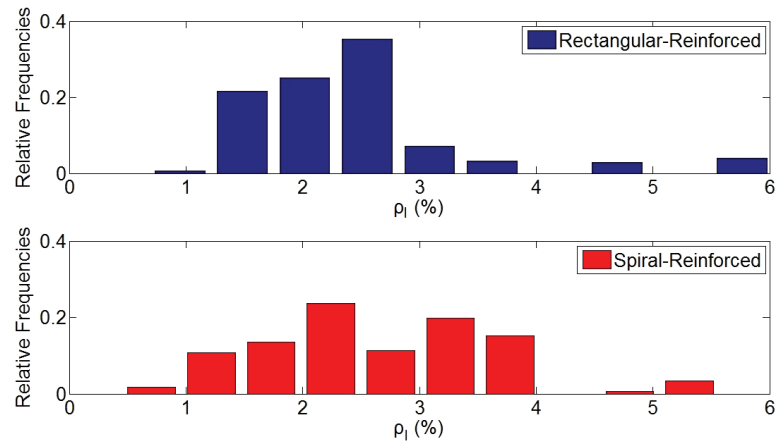 Relative Frequencies
0.4
0.2
0
Rectangular-Reinforced
0 1 2 3 4 5 6
ρl (%)
Relative Frequencies
0.4
0.2
0
Spiral-Reinforced
0 1 2 3 4 5 6
ρl (%)